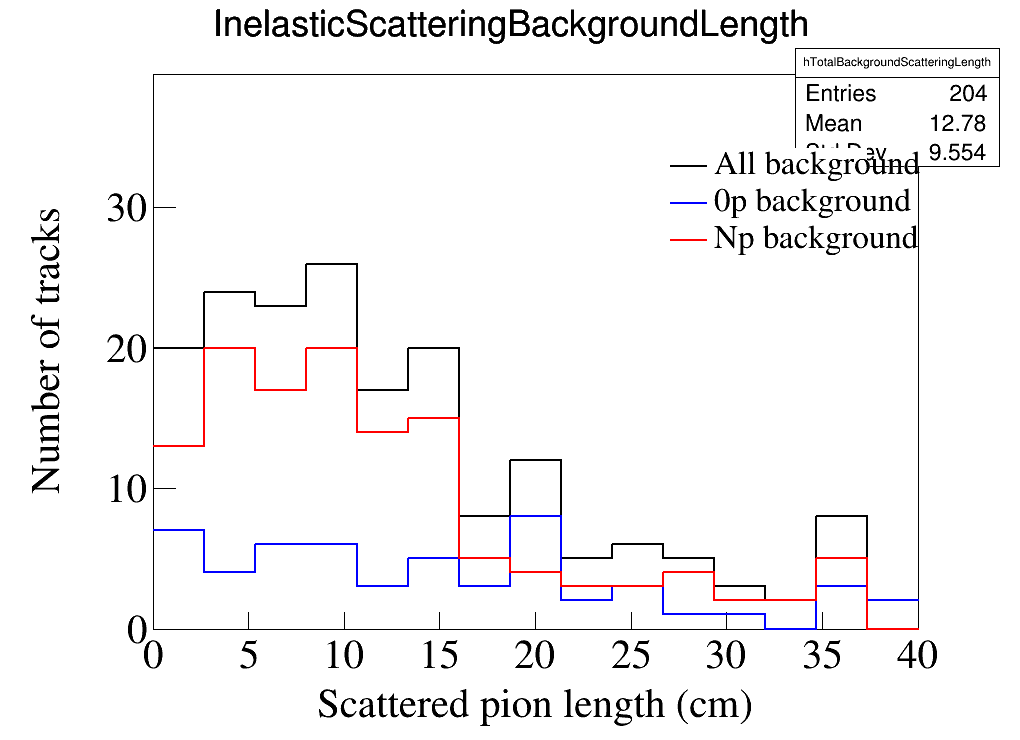 InelasticScatteringBackgroundLength
hTotalBackgroundScatteringLength
Entries 204
Mean 12.78
9.554
All background
0p background
Np background
Number of tracks
30
20
10
0
0 5 10 15 20 25 30 35 40
Scattered pion length (cm)